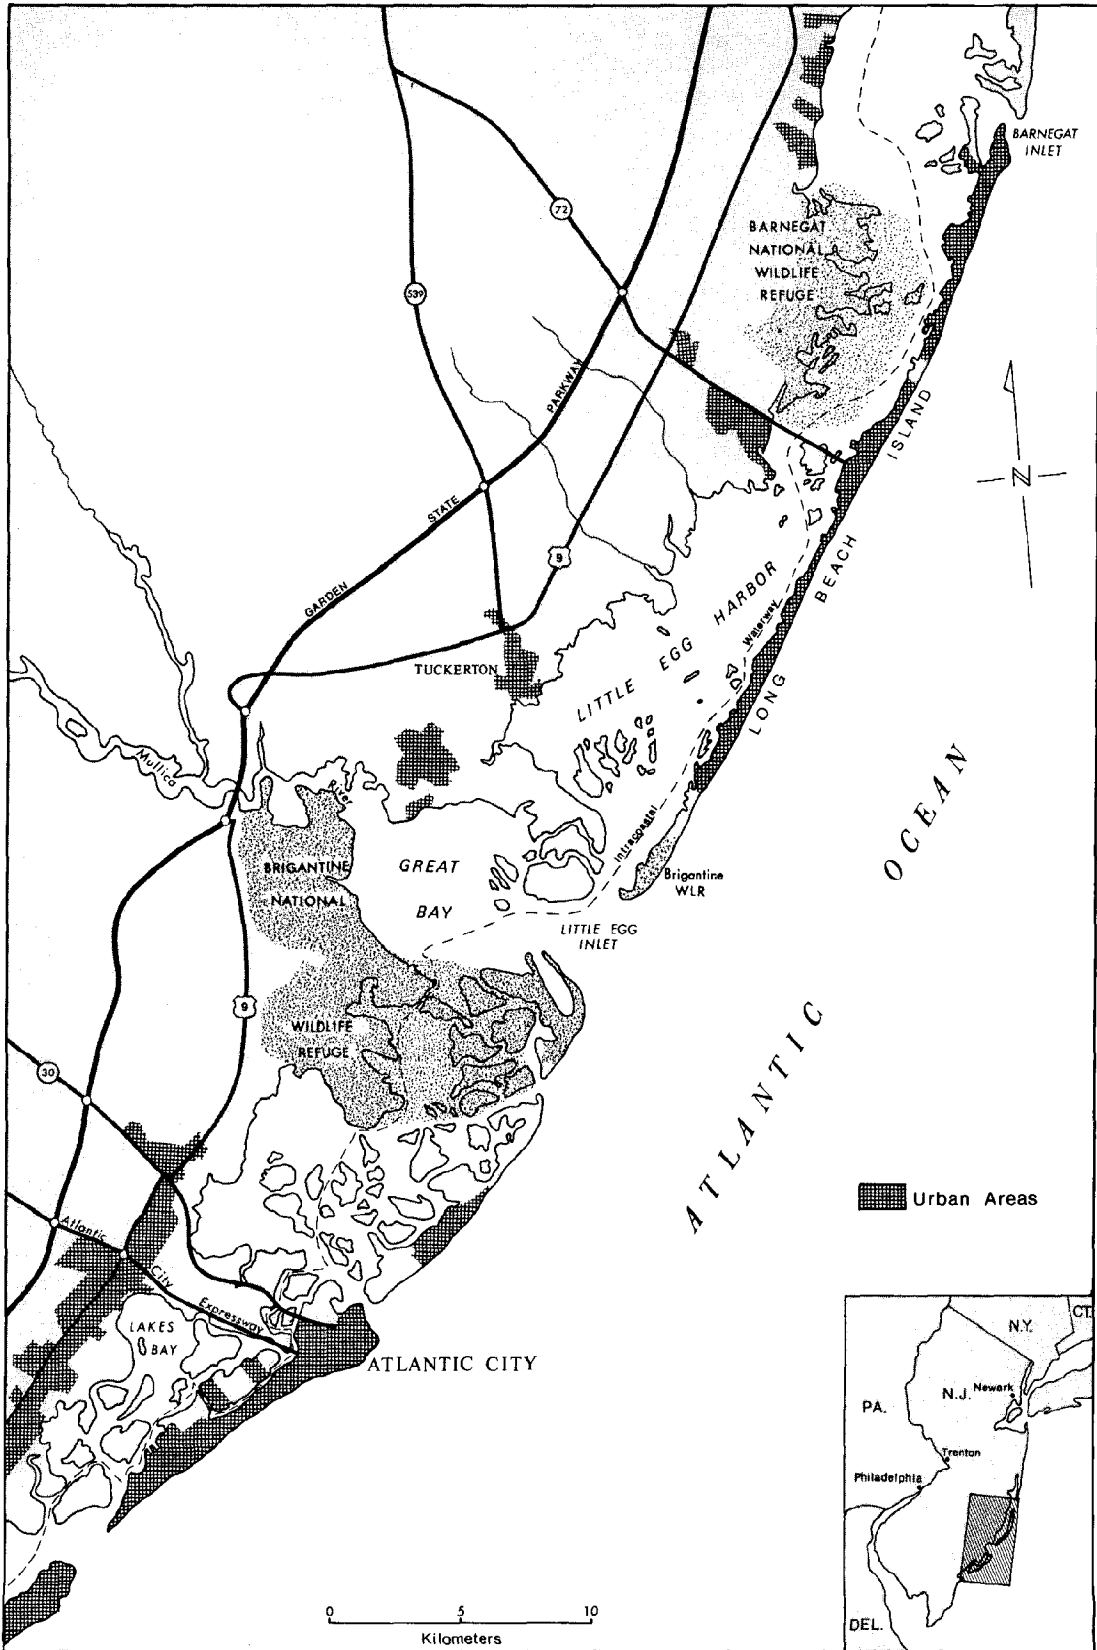 BARNEGAT
INLET
72
BARNEGAT
NATIONAL
WILDLIFE
REFUGE
539
PARKWAY
STATE
GARDEN
9
LONG BEACH ISLAND
N
LITTLE EGG HARBOR
Intracoastal Waterway
TUCKERTON
Mullica River
BRIGANTINE
NATIONAL
WILDLIFE
REFUGE
GREAT
BAY
Brigantine
WLR
LITTLE EGG
INLET
ATLANTIC OCEAN
9
30
Urban Areas
Atlantic City Expressway
LAKES
BAY
ATLANTIC CITY
N.Y.
CT.
N.J.
Newark
PA.
Trenton
Philadelphia
DEL.
0 5 10
Kilometers